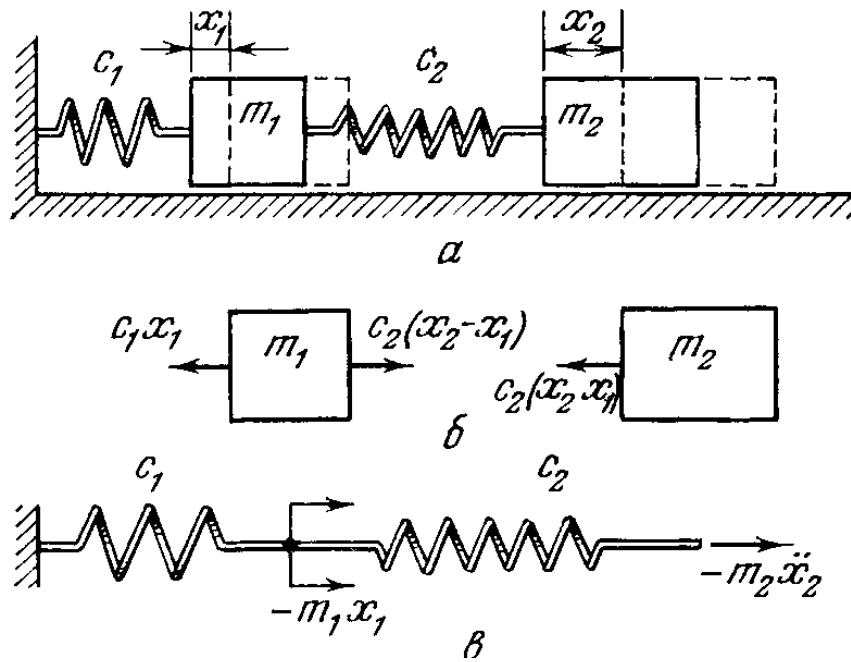 x₁ x₂
c₁ c₂
m₁ m₂
а
c₁x₁ m₁ c₂(x₂-x₁) m₂
c₂(x₂ x₁)
б
c₁ c₂
-m₁x₁ -m₂ẍ₂
в